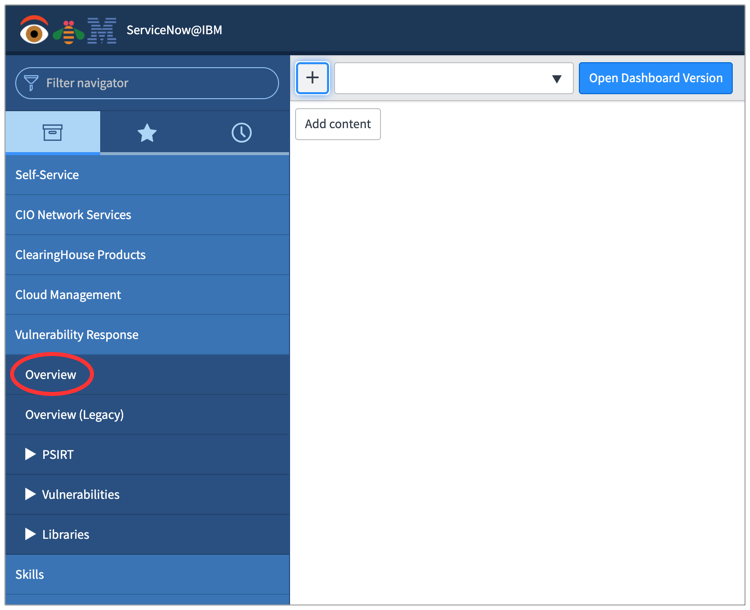 ServiceNow@IBM
Filter navigator
Open Dashboard Version
Add content
Self-Service
CIO Network Services
ClearingHouse Products
Cloud Management
Vulnerability Response
Overview
Overview (Legacy)
PSIRT
Vulnerabilities
Libraries
Skills